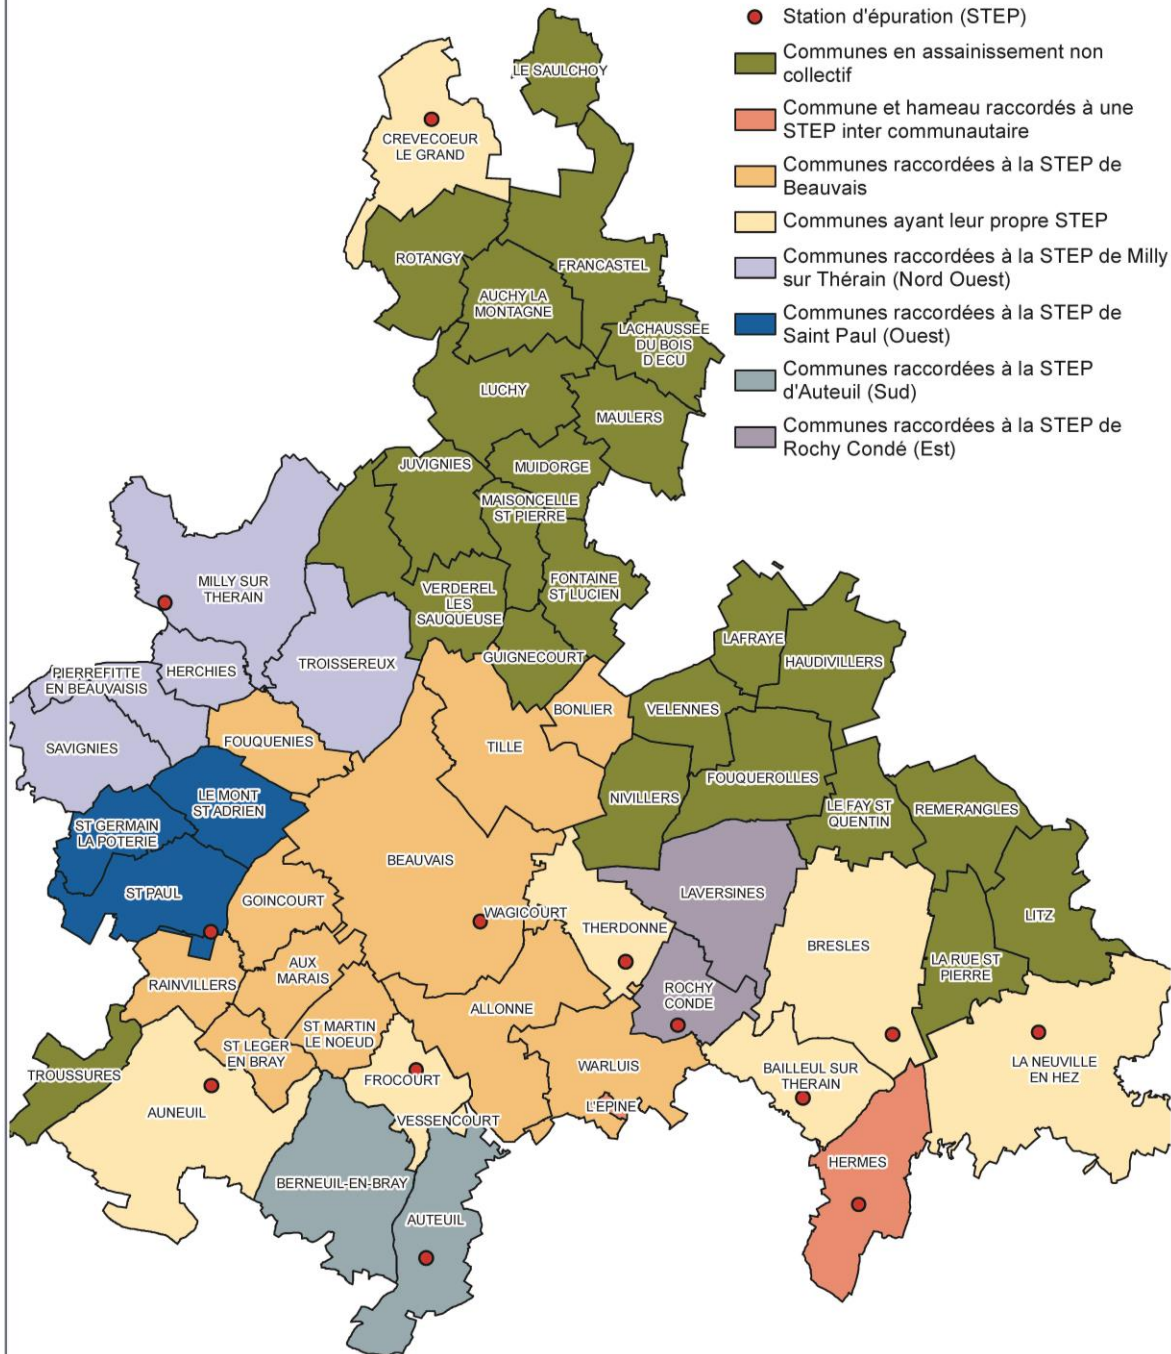 Station d'épuration (STEP)
Communes en assainissement non
collectif
Commune et hameau raccordés à une
STEP inter communautaire
Communes raccordées à la STEP de
Beauvais
Communes ayant leur propre STEP
Communes raccordées à la STEP de Milly
sur Thérain (Nord Ouest)
Communes raccordées à la STEP de
Saint Paul (Ouest)
Communes raccordées à la STEP
d'Auteuil (Sud)
Communes raccordées à la STEP de
Rochy Condé (Est)
LE SAULCHOY
CREVECOEUR
LE GRAND
ROTANGY
FRANCASTEL
AUCHY LA
MONTAGNE
LACHAUSSEE
DU BOIS
D ECU
LUCHY
MAULERS
JUVIGNIES
MUIDORGE
MAISONCELLE
ST PIERRE
MILLY SUR
THERAIN
VERDEREL
LES
SAUQUEUSE
FONTAINE
ST LUCIEN
LAFRAYE
HAUDIVILLERS
PIERREFITTE
EN BEAUVAISIS
HERCHIES
TROISSEREUX
GUIGNECOURT
BONLIER
VELENNES
SAVIGNIES
FOUQUENIES
TILLE
FOUQUEROLLES
NIVILLERS
LE MONT
ST ADRIEN
LE FAY ST
QUENTIN
REMERANGLES
ST GERMAIN
LA POTERIE
BEAUVAIS
ST PAUL
GOINCOURT
LAVERSINES
WAGICOURT
THERDONNE
BRESLES
LITZ
LA RUE ST
PIERRE
RAINVILLERS
AUX
MARAIS
ALLONNE
ROCHY
CONDE
ST MARTIN
LE NOEUD
ST LEGER
EN BRAY
TROUSSURES
FROCOURT
WARLUIS
BAILLEUL SUR
THERAIN
LA NEUVILLE
EN HEZ
AUNEUIL
VESSENCOURT
L'EPINE
HERMES
BERNEUIL-EN-BRAY
AUTEUIL